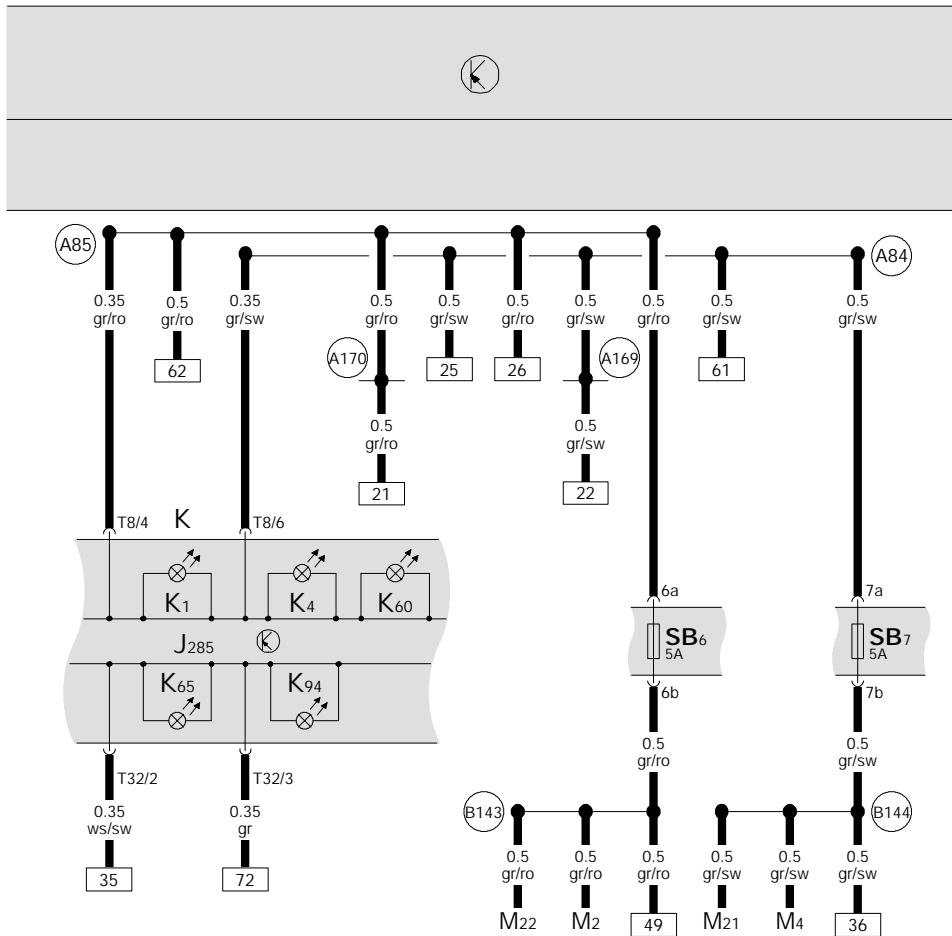 A85
A84
0.35
gr/ro
0.5
gr/ro
0.35
gr/sw
0.5
gr/ro
0.5
gr/sw
0.5
gr/ro
0.5
gr/sw
0.5
gr/ro
0.5
gr/sw
0.5
gr/sw
A170
A169
62
25
26
61
0.5
gr/ro
0.5
gr/sw
21
22
T8/4
K
T8/6
K1
K4
K60
6a
7a
J285
SB6
5A
SB7
5A
K65
K94
6b
7b
T32/2
T32/3
0.5
gr/ro
0.5
gr/sw
0.35
ws/sw
0.35
gr
B143
B144
35
72
0.5
gr/ro
0.5
gr/ro
0.5
gr/ro
0.5
gr/sw
0.5
gr/sw
0.5
gr/sw
M22
M2
49
M21
M4
36